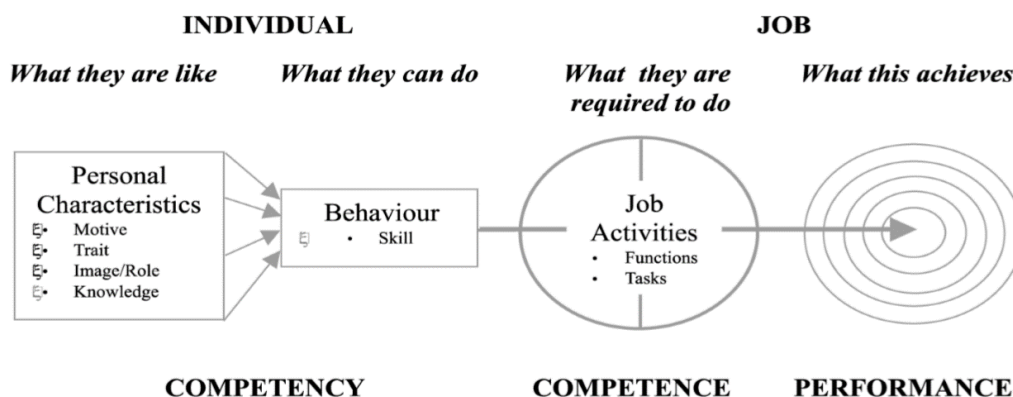 INDIVIDUAL
JOB
What they are like
What they can do
What they are
required to do
What this achieves
Personal
Characteristics
• Motive
• Trait
• Image/Role
• Knowledge
Behaviour
• Skill
Job
Activities
• Functions
• Tasks
COMPETENCY
COMPETENCE
PERFORMANCE